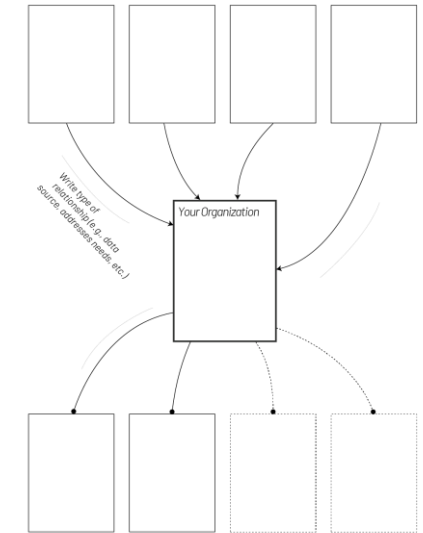 Your Organization
Write type of
relationship (e.g., data
source, addresses needs, etc.)